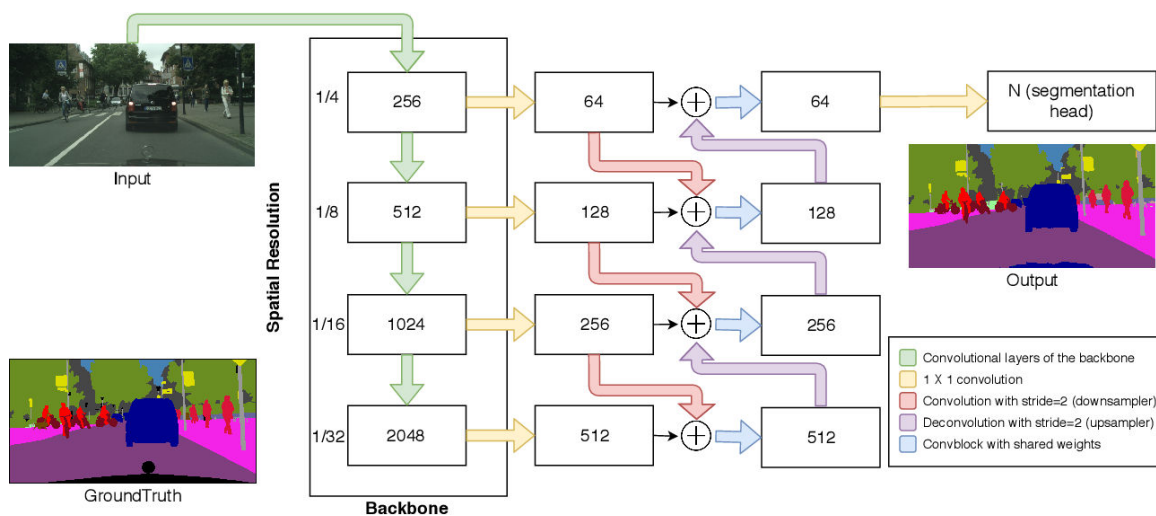 Input
GroundTruth
Spatial Resolution
1/4
1/8
1/16
1/32
256
512
1024
2048
Backbone
64
128
256
512
64
128
256
512
N (segmentation
head)
Output
Convolutional layers of the backbone
1 X 1 convolution
Convolution with stride=2 (downsampler)
Deconvolution with stride=2 (upsampler)
Convblock with shared weights